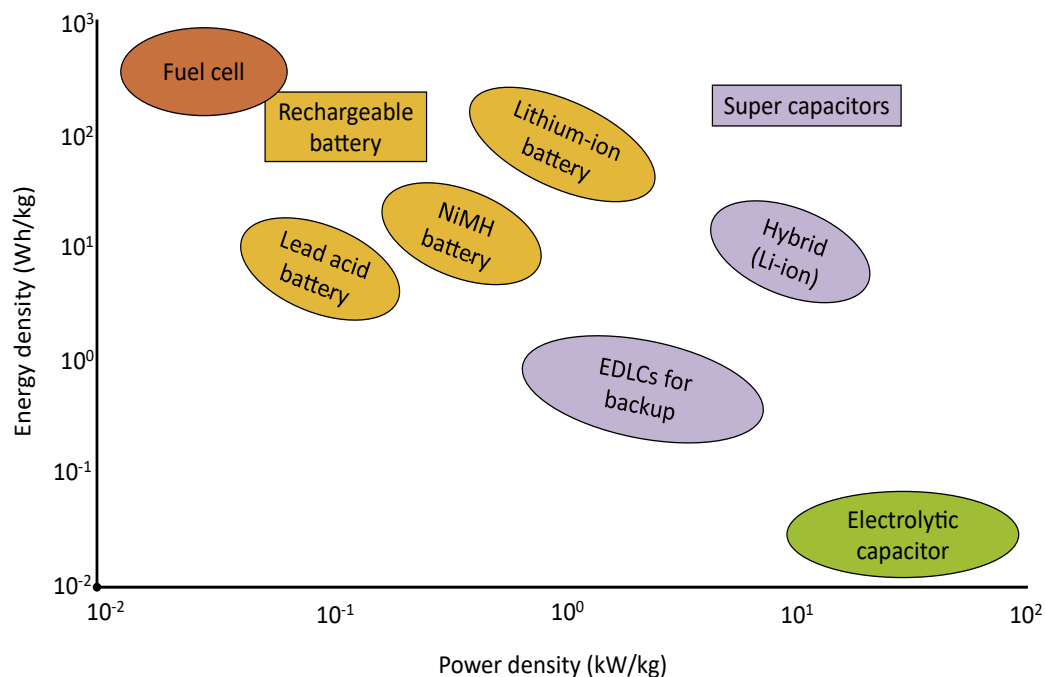 10³
Fuel cell
Rechargeable
battery
Lithium-ion
battery
Super capacitors
10²
NiMH
battery
Hybrid
(Li-ion)
10¹
Lead acid
battery
10⁰
EDLCs for
backup
10⁻¹
Electrolytic
capacitor
10⁻²
Energy density (Wh/kg)
10⁻²
10⁻¹
10⁰
10¹
10²
Power density (kW/kg)